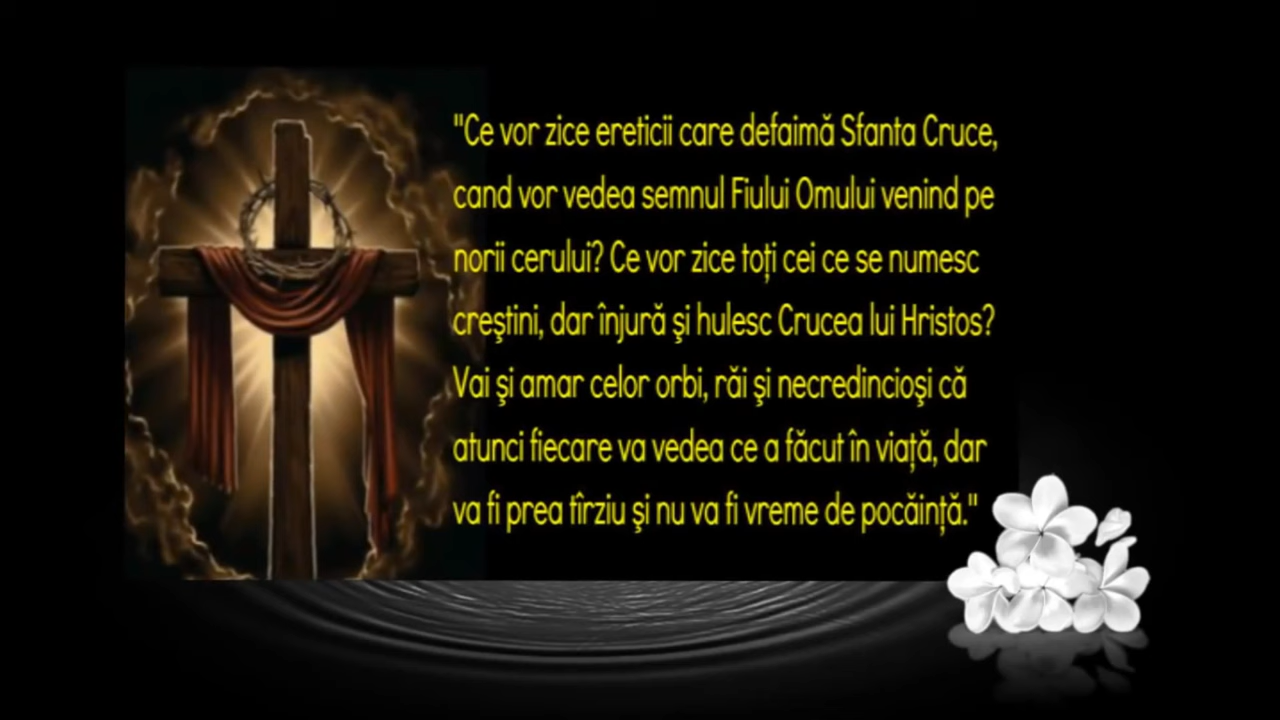 "Ce vor zice ereticii care defaimă Sfanta Cruce,
cand vor vedea semnul Fiului Omului venind pe
norii cerului? Ce vor zice toți cei ce se numesc
creştini, dar înjură şi hulesc Crucea lui Hristos?
Vai şi amar celor orbi, răi şi necredincioşi că
atunci fiecare va vedea ce a făcut în viață, dar
va fi prea tîrziu şi nu va fi vreme de pocăință."